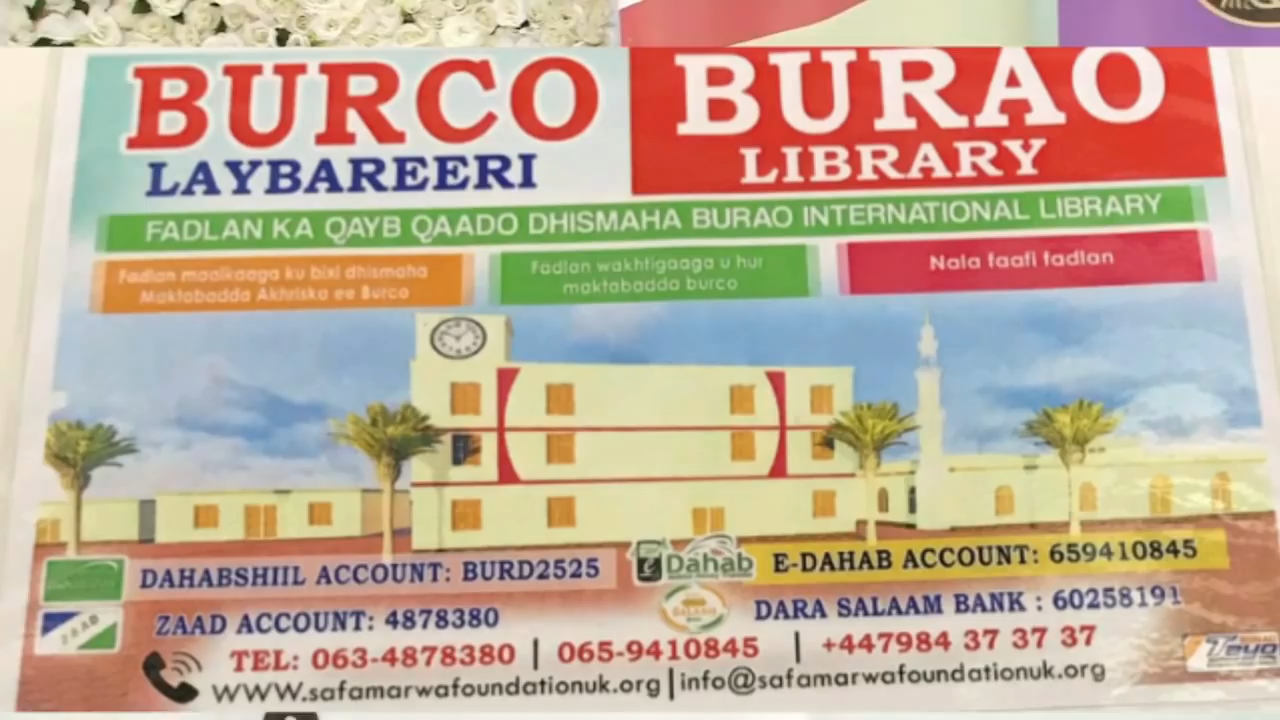 BURCO
LAYBAREERI
BURAO
LIBRARY
FADLAN KA QAYB QAADO DHISMAHA BURAO INTERNATIONAL LIBRARY
Fadlan maalkaaga ku bixi dhismaha
Maktabadda Akhriska ee Burco
Fadlan wakhtigaaga u hur
maktabadda burco
Nala faafi fadlan
DAHABSHIIL ACCOUNT: BURD2525
Dahab
E-DAHAB ACCOUNT: 659410845
ZAAD
ZAAD ACCOUNT: 4878380
DARA SALAAM BANK : 60258191
TEL: 063-4878380 | 065-9410845 | +447984 37 37 37
WWW.safamarwafoundationuk.org | info@safamarwafoundationuk.org